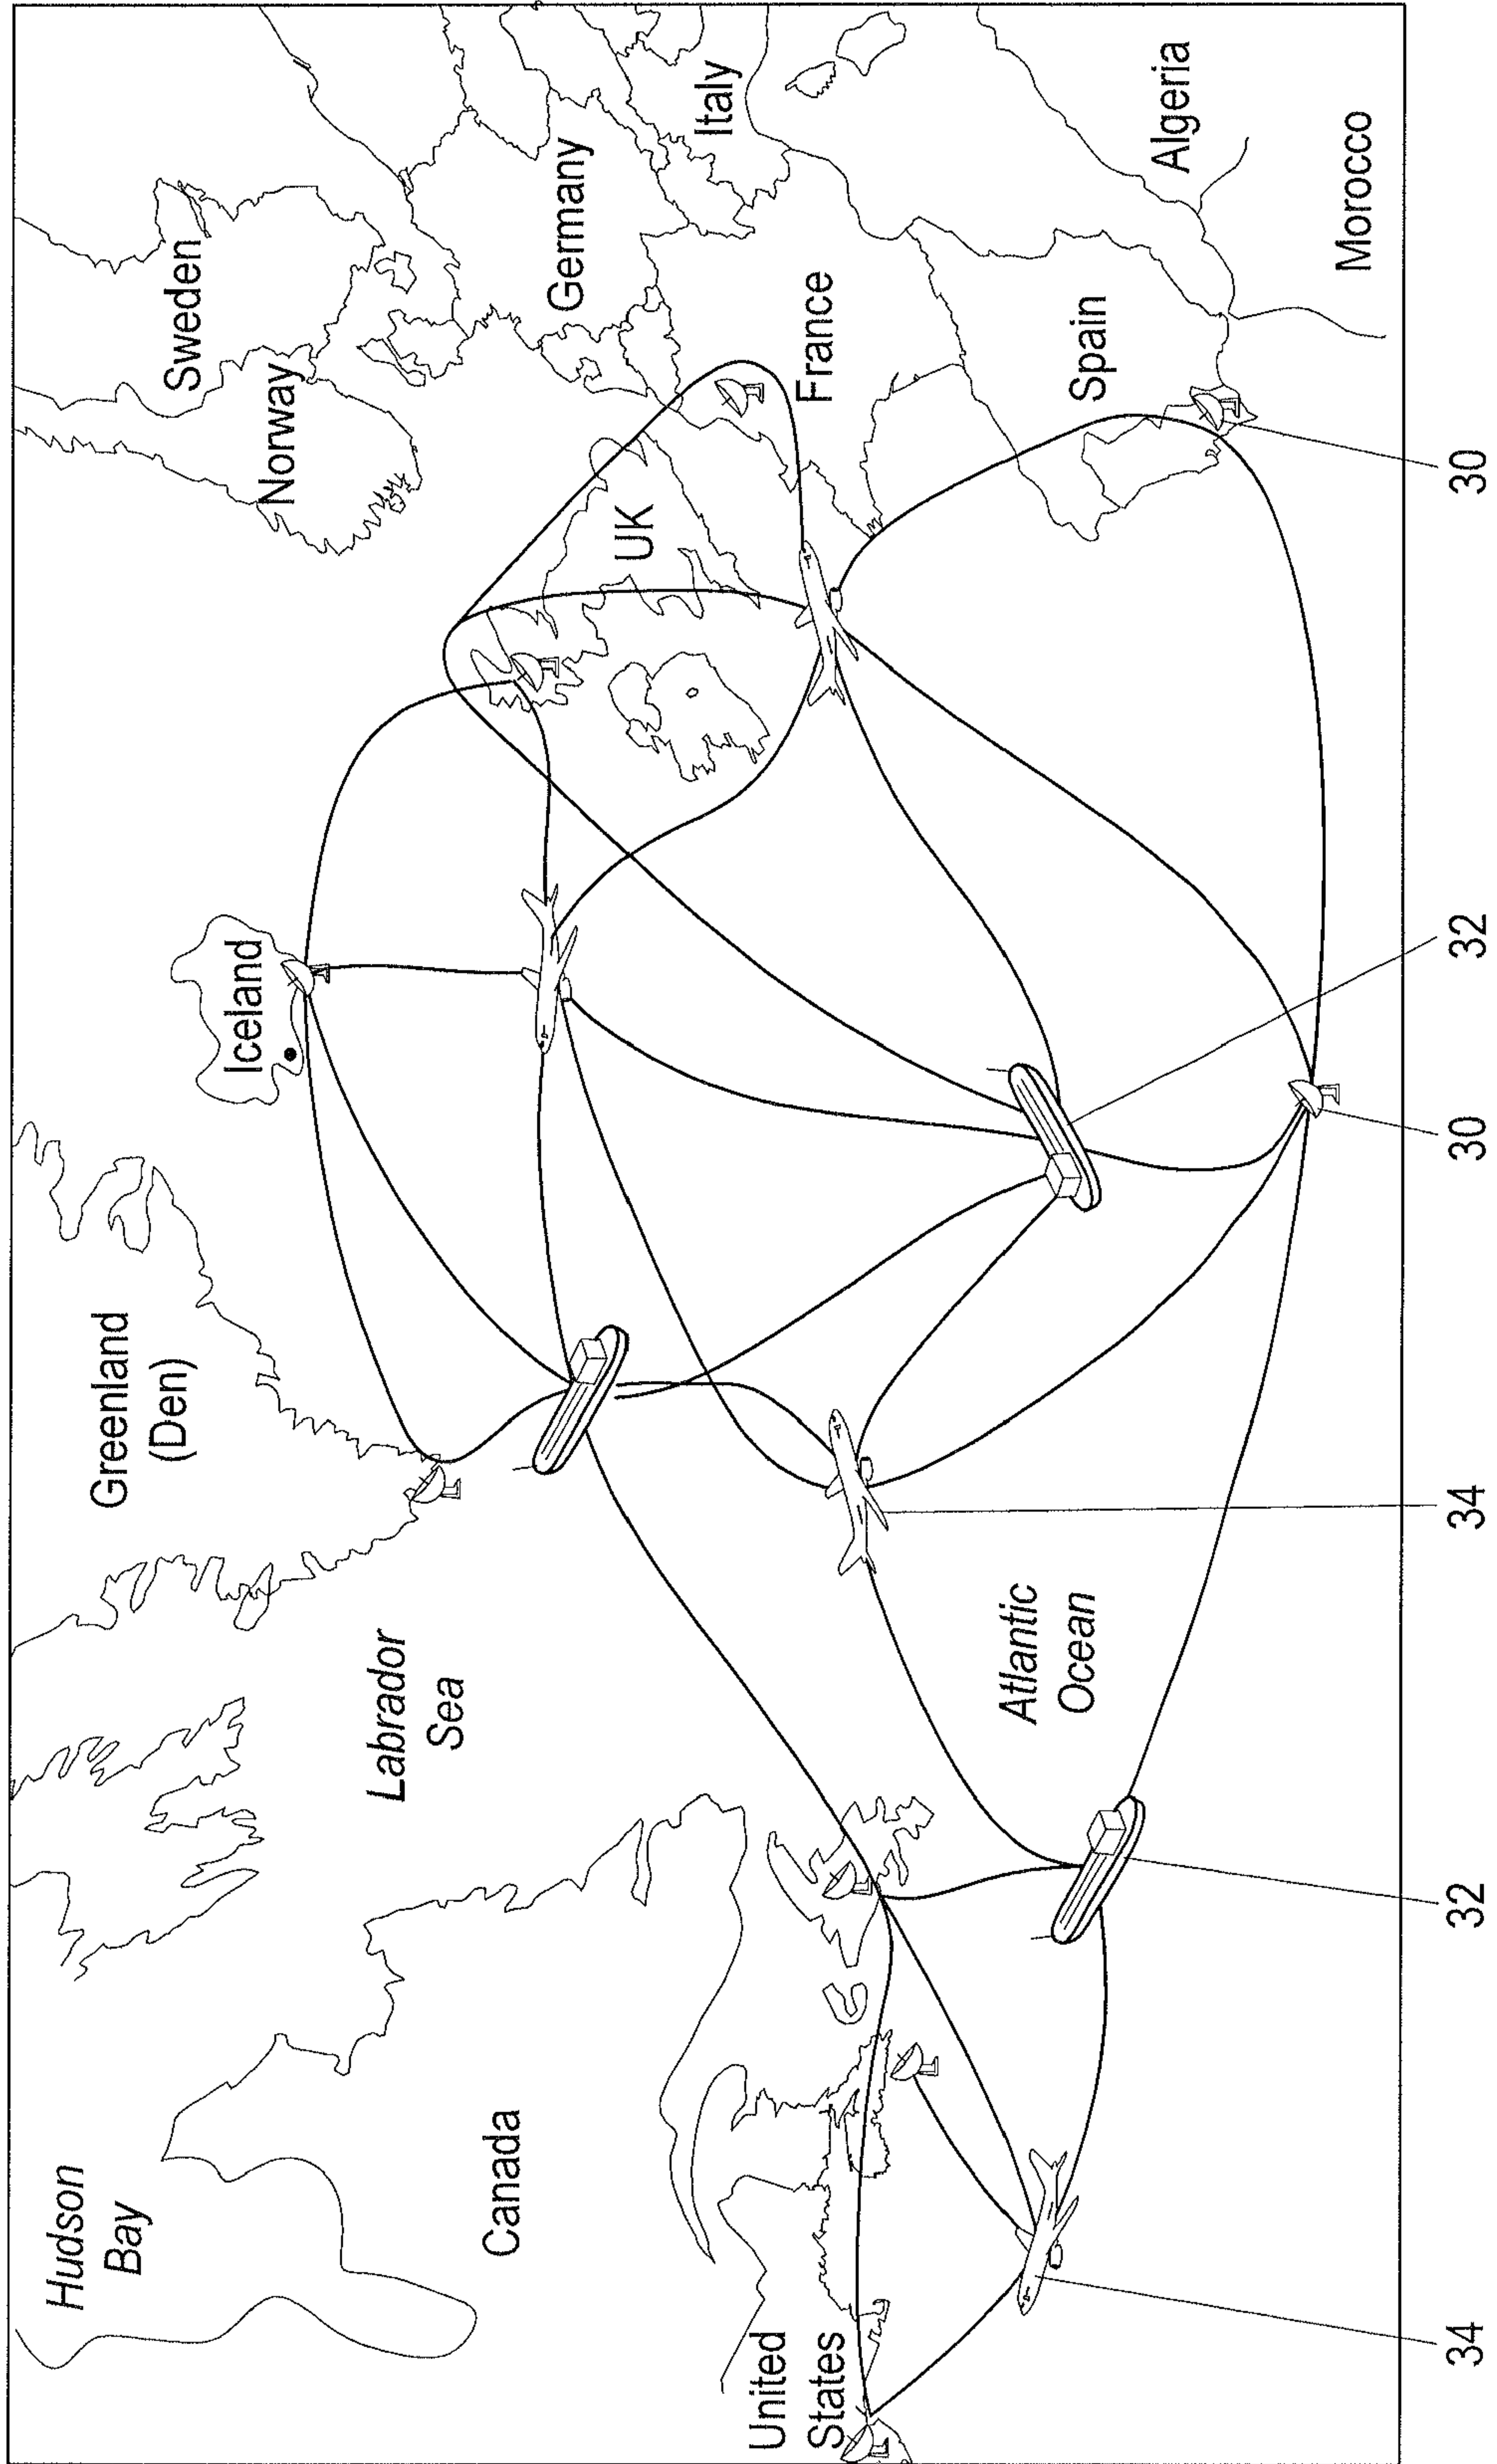 Hudson
Bay
Greenland
(Den)
Iceland
Norway
Sweden
Labrador
Sea
Canada
UK
Germany
United
States
France
Italy
Atlantic
Ocean
Spain
Algeria
Morocco
34
32
34
30
32
30